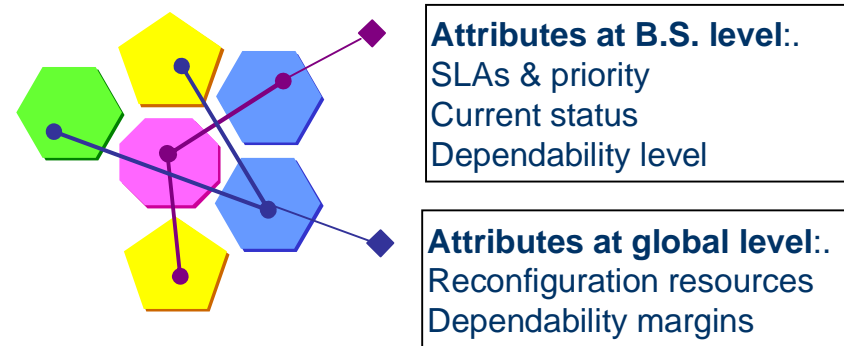 Attributes at B.S. level:.
SLAs & priority
Current status
Dependability level
Attributes at global level:.
Reconfiguration resources
Dependability margins